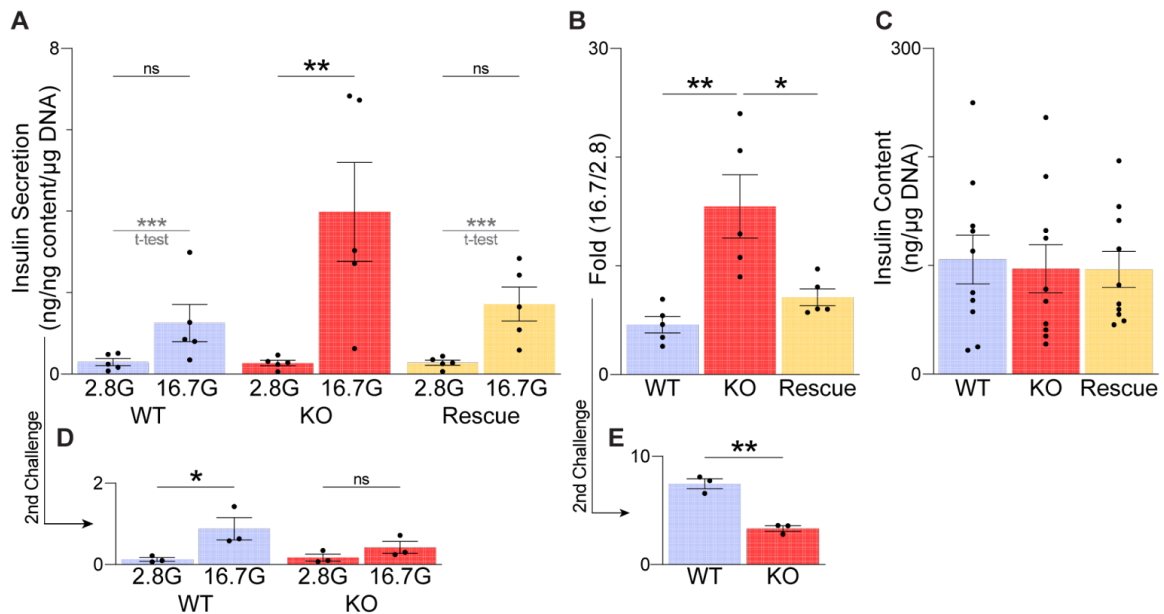 A
Insulin Secretion
(ng/ng content/µg DNA)
8
0
ns
**
ns
***
t-test
***
t-test
2.8G 16.7G 2.8G 16.7G 2.8G 16.7G
WT KO Rescue
B
Fold (16.7/2.8)
30
0
** *
WT KO Rescue
C
Insulin Content
(ng/µg DNA)
300
0
WT KO Rescue
2nd Challenge
D
2
0
* ns
2.8G 16.7G 2.8G 16.7G
WT KO
2nd Challenge
E
10
0
**
WT KO